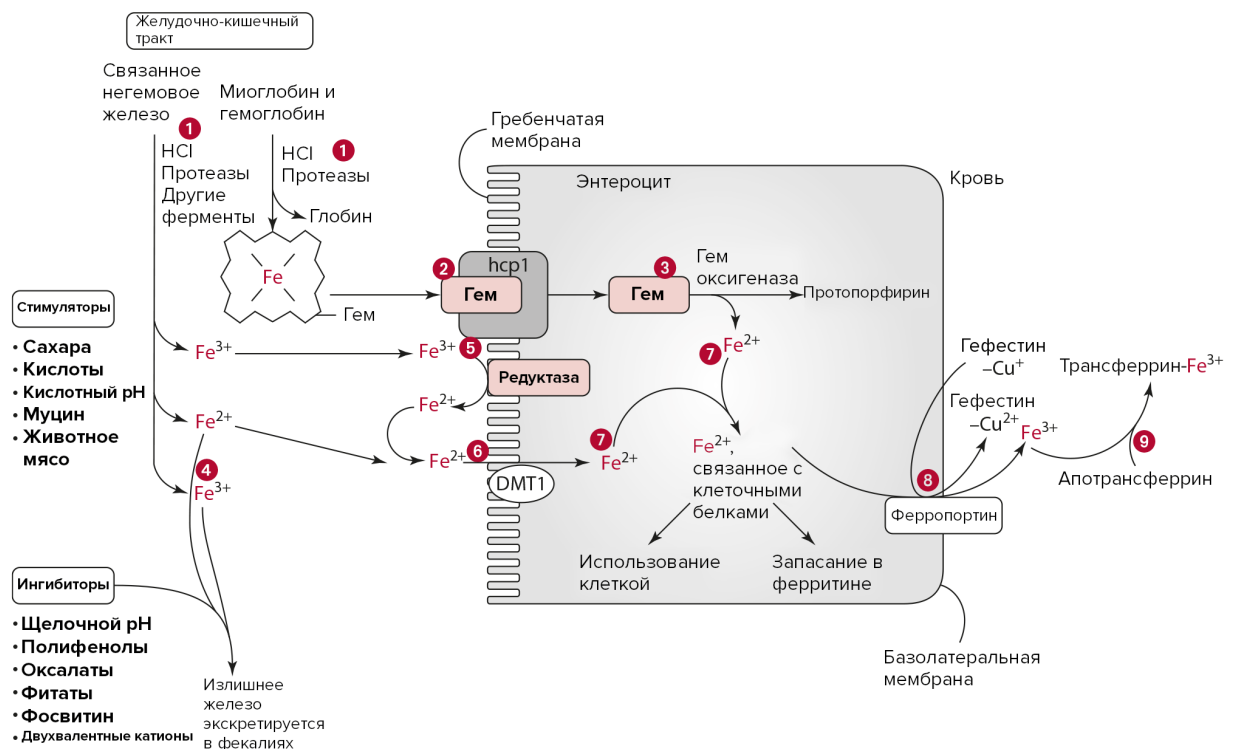 Желудочно-кишечный
тракт
Связанное
негемовое
железо
1
HCl
Протеазы
Другие
ферменты
Миоглобин и
гемоглобин
HCl
Протеазы
1
Глобин
Fe
Гем
Стимуляторы
• Сахара
• Кислоты
• Кислотный pH
• Муцин
• Животное
мясо
Fe3+
Fe2+
4
Fe3+
Ингибиторы
• Щелочной pH
• Полифенолы
• Оксалаты
• Фитаты
• Фосвитин
• Двухвалентные катионы
Излишнее
железо
экскретируется
в фекалиях
Гребенчатая
мембрана
Энтероцит
Кровь
2
hcp1
Гем
3
Гем
Гем
оксигеназа
Протопорфирин
Fe3+
5
Редуктаза
Fe2+
Fe2+
6
DMT1
7
Fe2+
7
Fe2+
Fe2+,
связанное с
клеточными
белками
Использование
клеткой
Запасание в
ферритине
Гефестин
–Cu+
Гефестин
–Cu2+
Fe3+
8
Ферропортин
Трансферрин-Fe3+
9
Апотрансферрин
Базолатеральная
мембрана